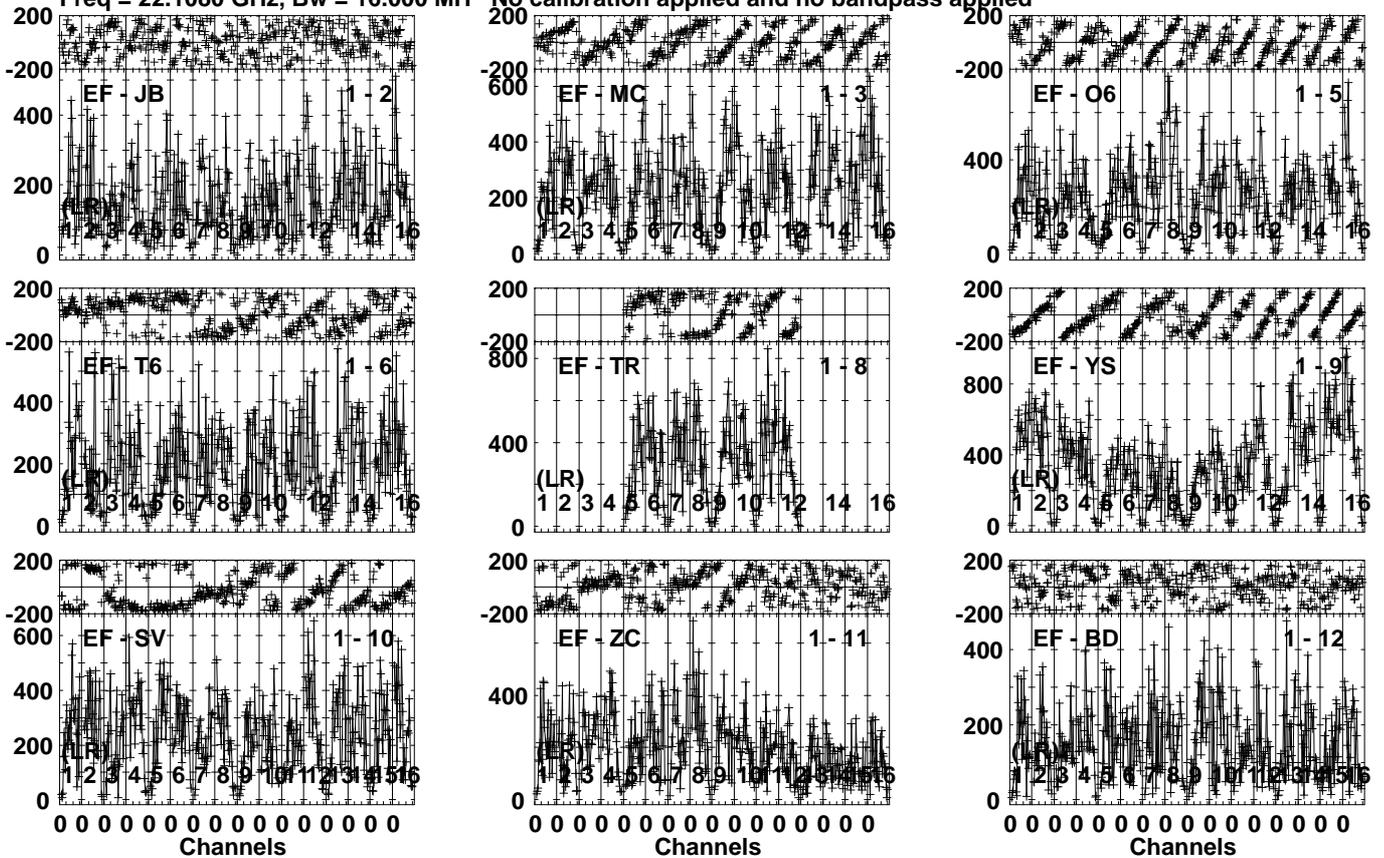 Freq = 22.1080 GHz, Bw = 16.000 MH No calibration applied and no bandpass applied
200 200 200
-200 -200 -200
EF - JB 1 - 2 EF - MC 1 - 3 EF - O6 1 - 5
400 600 400
200 400
200
(LR) (LR) (LR)
1 2 3 4 5 6 7 8 9 10 12 14 16 1 2 3 4 5 6 7 8 9 10 12 14 16 1 2 3 4 5 6 7 8 9 10 12 14 16
0 0 0
200 200 200
-200 -200 -200
EF - T6 1 - 6 EF - TR 1 - 8 EF - YS 1 - 9
400 800 800
200 400 400
(LR) (LR) (LR)
1 2 3 4 5 6 7 8 9 10 12 14 16 1 2 3 4 5 6 7 8 9 10 12 14 16 1 2 3 4 5 6 7 8 9 10 12 14 16
0 0 0
200 200 200
-200 -200 -200
EF - SV 1 - 10 EF - ZC 1 - 11 EF - BD 1 - 12
600 400 400
400 200
200
(LR) (LR) (LR)
1 2 3 4 5 6 7 8 9 10 11 12 13 14 15 16 1 2 3 4 5 6 7 8 9 10 11 12 13 14 15 16 1 2 3 4 5 6 7 8 9 10 11 12 13 14 15 16
0 0 0
0 0 0 0 0 0 0 0 0 0 0 0 0 0 0 0 0 0 0 0 0 0 0 0 0 0 0 0 0 0 0 0 0 0 0 0 0 0 0 0 0 0 0 0 0 0 0 0
Channels Channels Channels